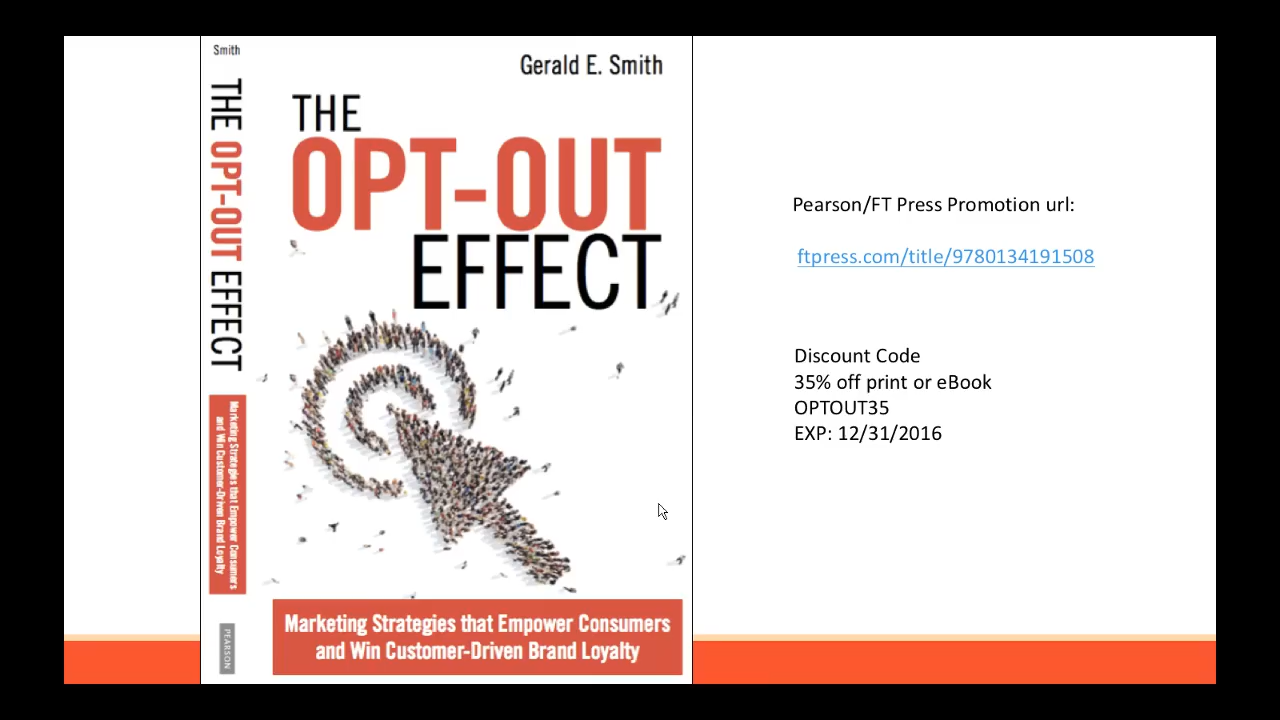 Smith
THE OPT-OUT EFFECT
Marketing Strategies that Empower Consumers
and Win Customer-Driven Brand Loyalty
PEARSON
Gerald E. Smith
THE
OPT-OUT
EFFECT
Marketing Strategies that Empower Consumers
and Win Customer-Driven Brand Loyalty
Pearson/FT Press Promotion url:
ftpress.com/title/9780134191508
Discount Code
35% off print or eBook
OPTOUT35
EXP: 12/31/2016